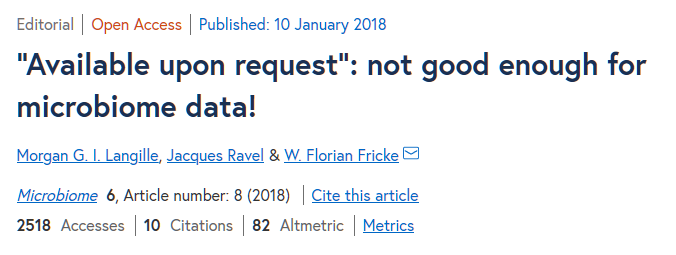 Editorial | Open Access | Published: 10 January 2018
"Available upon request": not good enough for
microbiome data!
Morgan G. I. Langille, Jacques Ravel & W. Florian Fricke
Microbiome 6, Article number: 8 (2018) | Cite this article
2518 Accesses | 10 Citations | 82 Altmetric | Metrics